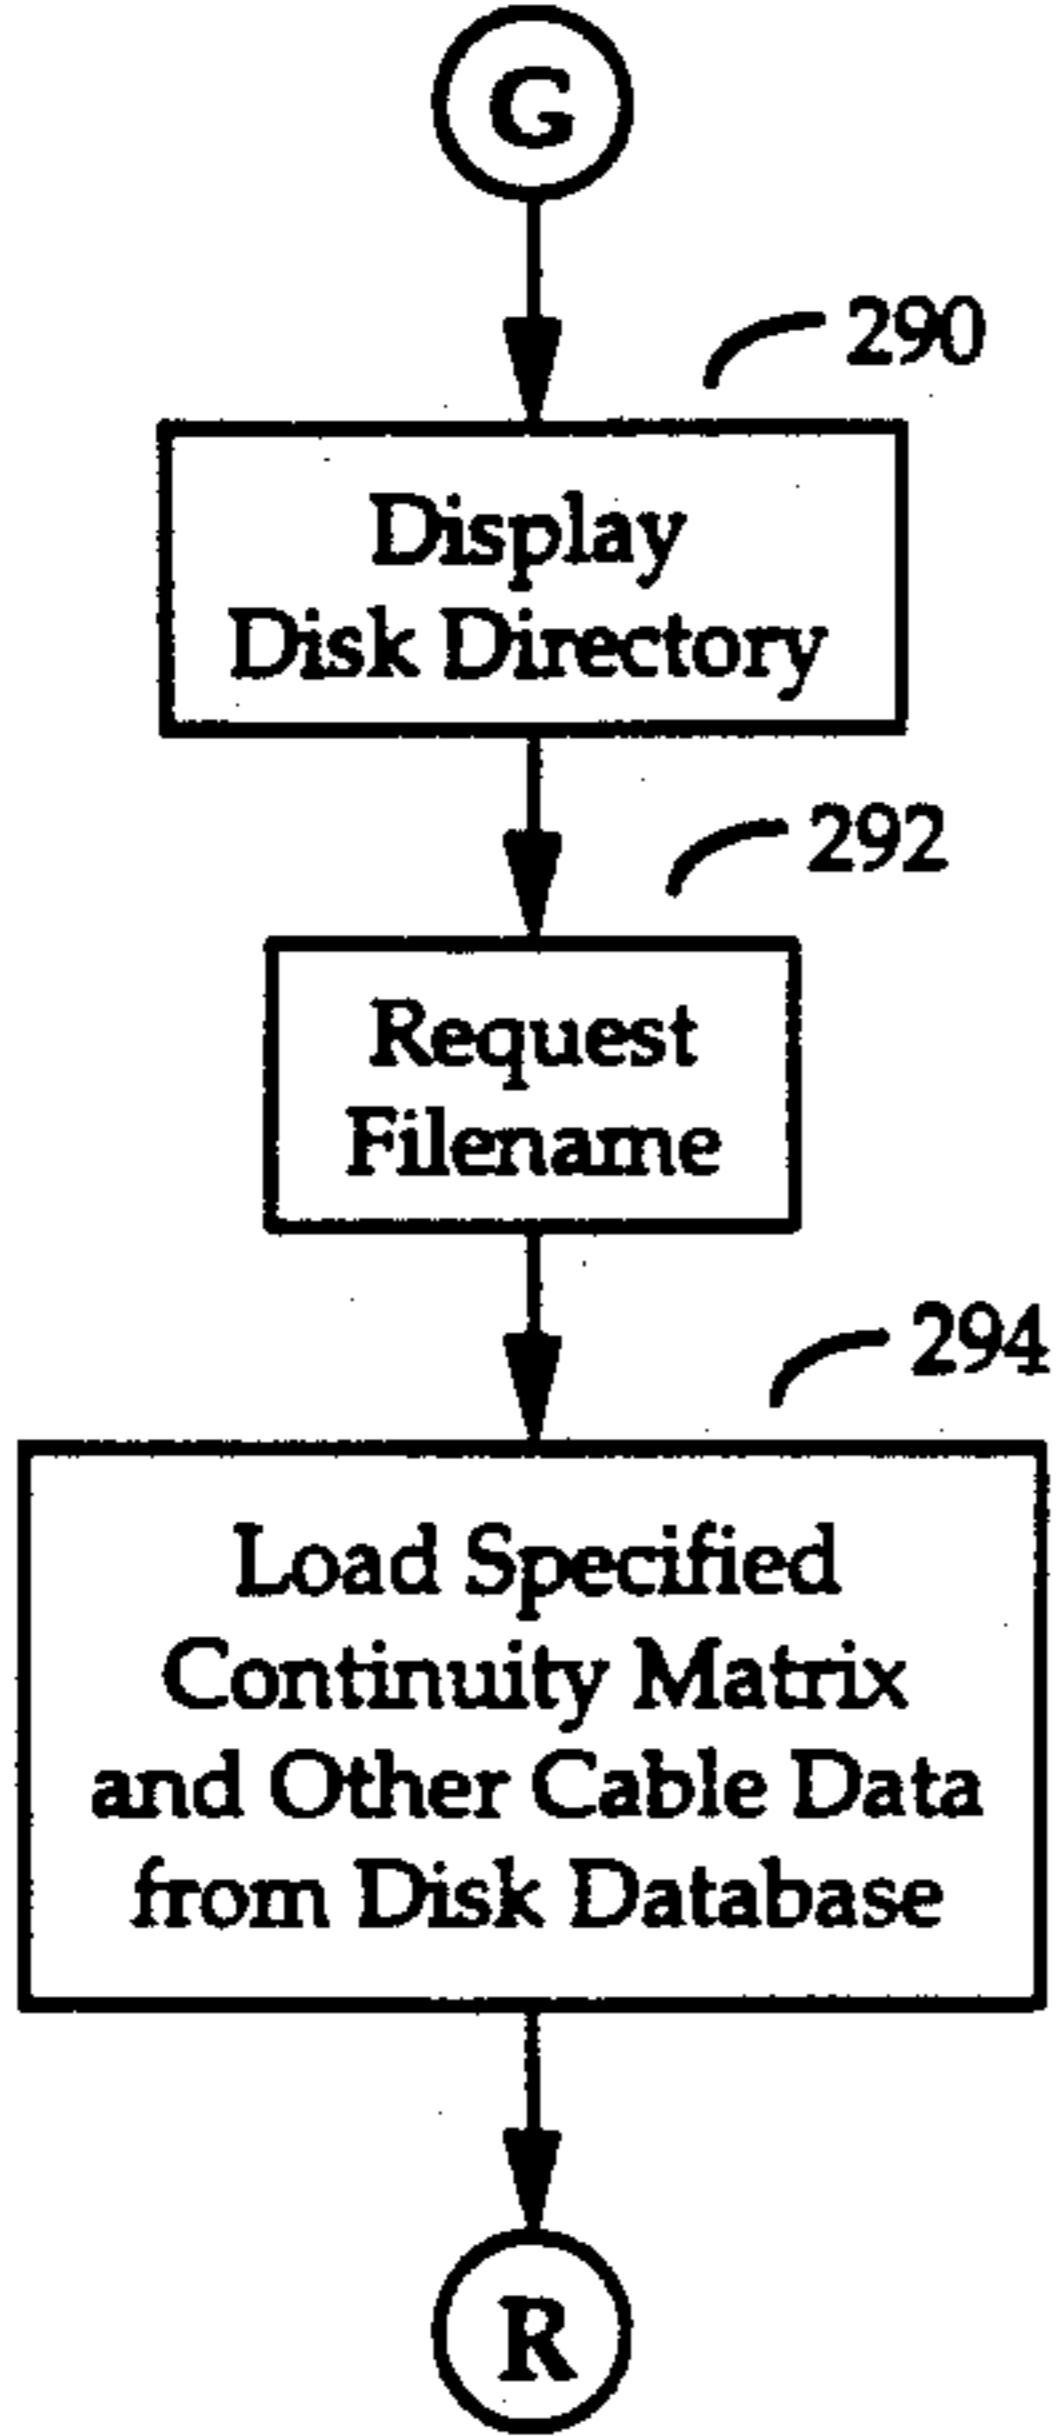 G
290
Display
Disk Directory
292
Request
Filename
294
Load Specified
Continuity Matrix
and Other Cable Data
from Disk Database
R